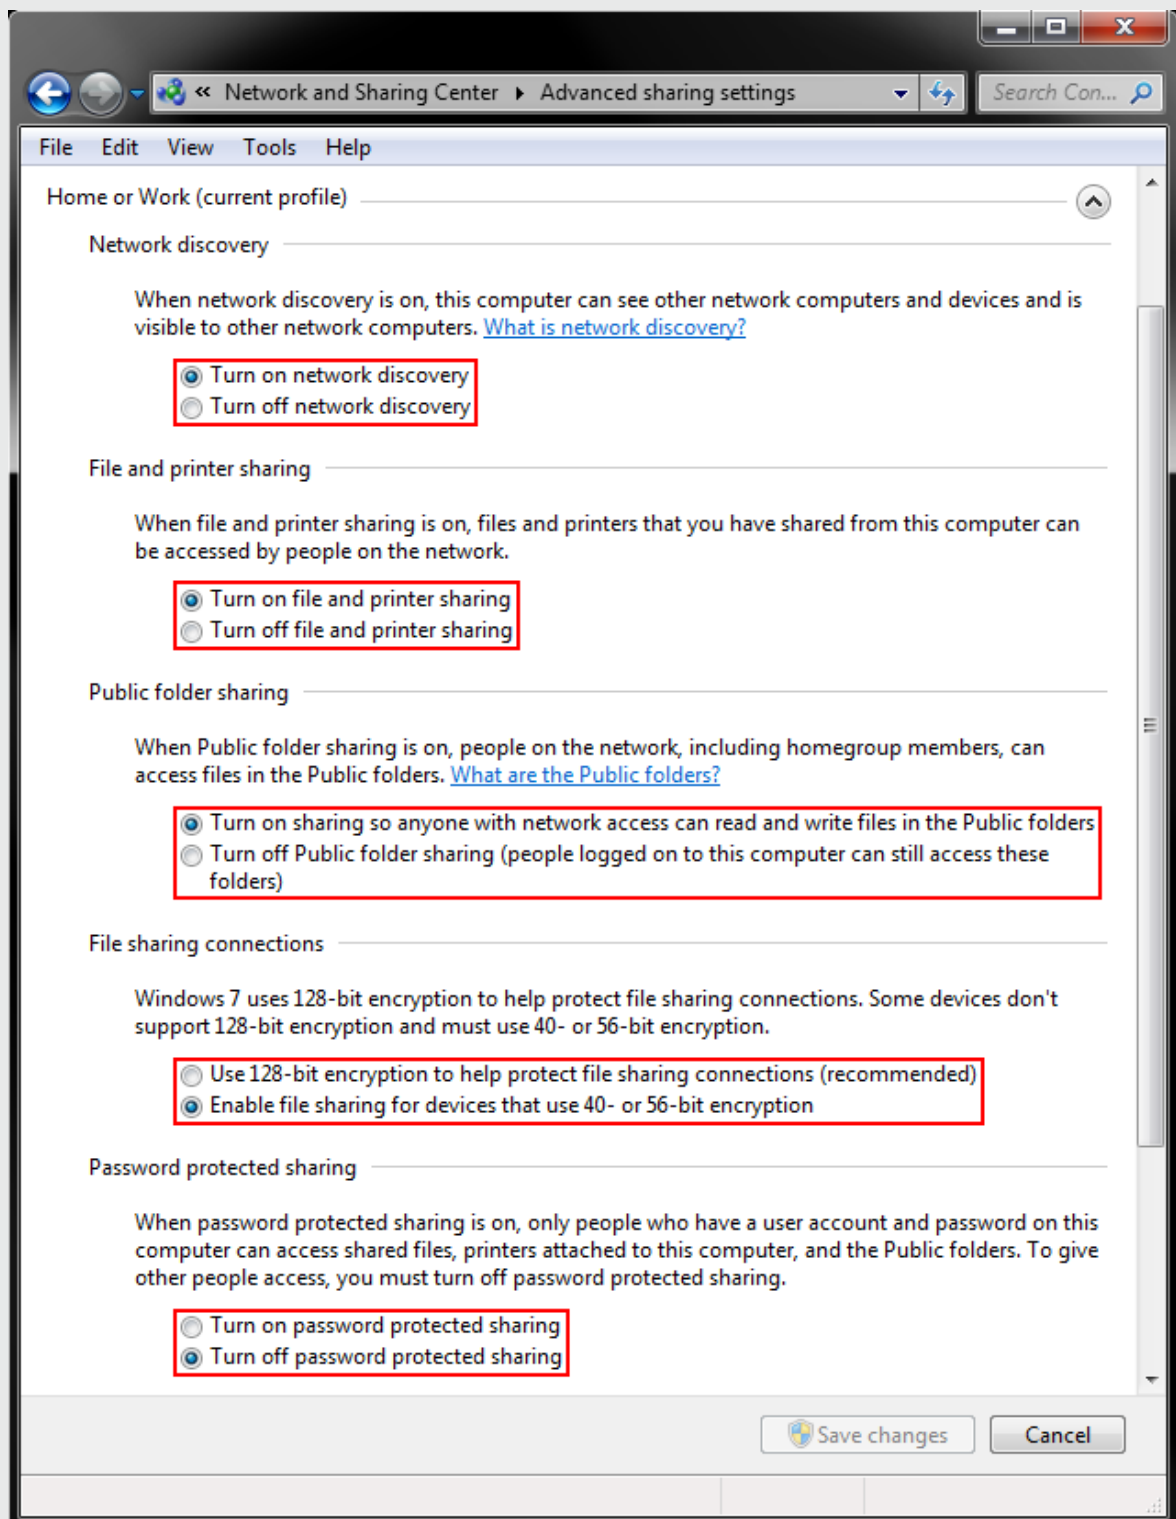 « Network and Sharing Center ▸ Advanced sharing settings
Search Con...
File Edit View Tools Help
Home or Work (current profile)
Network discovery
When network discovery is on, this computer can see other network computers and devices and is
visible to other network computers. What is network discovery?
Turn on network discovery
Turn off network discovery
File and printer sharing
When file and printer sharing is on, files and printers that you have shared from this computer can
be accessed by people on the network.
Turn on file and printer sharing
Turn off file and printer sharing
Public folder sharing
When Public folder sharing is on, people on the network, including homegroup members, can
access files in the Public folders. What are the Public folders?
Turn on sharing so anyone with network access can read and write files in the Public folders
Turn off Public folder sharing (people logged on to this computer can still access these
folders)
File sharing connections
Windows 7 uses 128-bit encryption to help protect file sharing connections. Some devices don't
support 128-bit encryption and must use 40- or 56-bit encryption.
Use 128-bit encryption to help protect file sharing connections (recommended)
Enable file sharing for devices that use 40- or 56-bit encryption
Password protected sharing
When password protected sharing is on, only people who have a user account and password on this
computer can access shared files, printers attached to this computer, and the Public folders. To give
other people access, you must turn off password protected sharing.
Turn on password protected sharing
Turn off password protected sharing
Save changes
Cancel